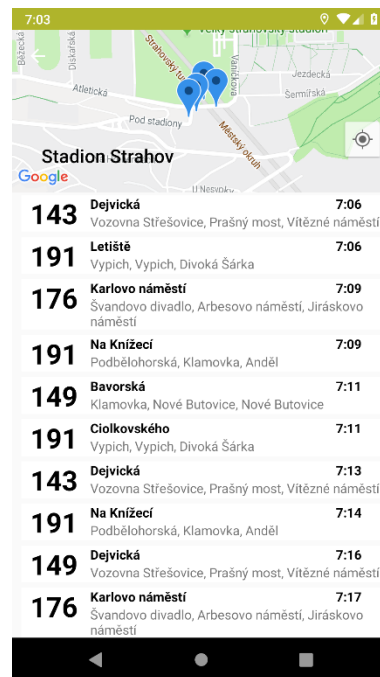 7:03
Velký strahovský stadion
Běžecká
Diskařská
Vaníčkova
Jezdecká
Atletická
Šermířská
Pod stadiony
Městský okruh
Stadion Strahov
Google
U Nesypky
143 Dejvická 7:06
Vozovna Střešovice, Prašný most, Vítězné náměstí
191 Letiště 7:06
Vypich, Vypich, Divoká Šárka
176 Karlovo náměstí 7:09
Švandovo divadlo, Arbesovo náměstí, Jiráskovo
náměstí
191 Na Knížecí 7:09
Podbělohorská, Klamovka, Anděl
149 Bavorská 7:11
Klamovka, Nové Butovice, Nové Butovice
191 Ciolkovského 7:11
Vypich, Vypich, Divoká Šárka
143 Dejvická 7:13
Vozovna Střešovice, Prašný most, Vítězné náměstí
191 Na Knížecí 7:14
Podbělohorská, Klamovka, Anděl
149 Dejvická 7:16
Vozovna Střešovice, Prašný most, Vítězné náměstí
176 Karlovo náměstí 7:17
Švandovo divadlo, Arbesovo náměstí, Jiráskovo
náměstí